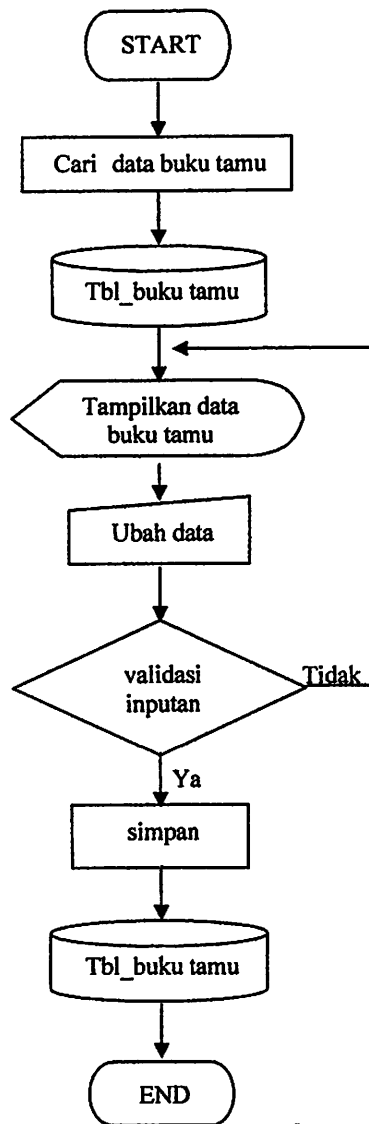 START
Cari data buku tamu
Tbl_buku tamu
Tampilkan data
buku tamu
Ubah data
validasi
inputan
Tidak
Ya
simpan
Tbl_buku tamu
END